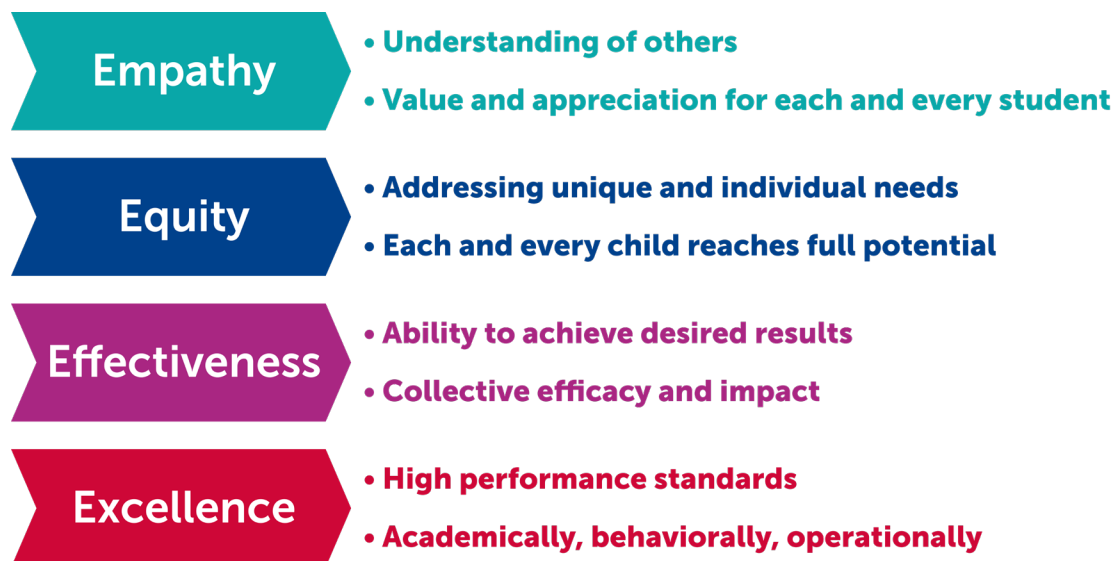 Empathy
• Understanding of others
• Value and appreciation for each and every student
Equity
• Addressing unique and individual needs
• Each and every child reaches full potential
Effectiveness
• Ability to achieve desired results
• Collective efficacy and impact
Excellence
• High performance standards
• Academically, behaviorally, operationally